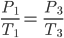 P₁/T₁ = P₃/T₃